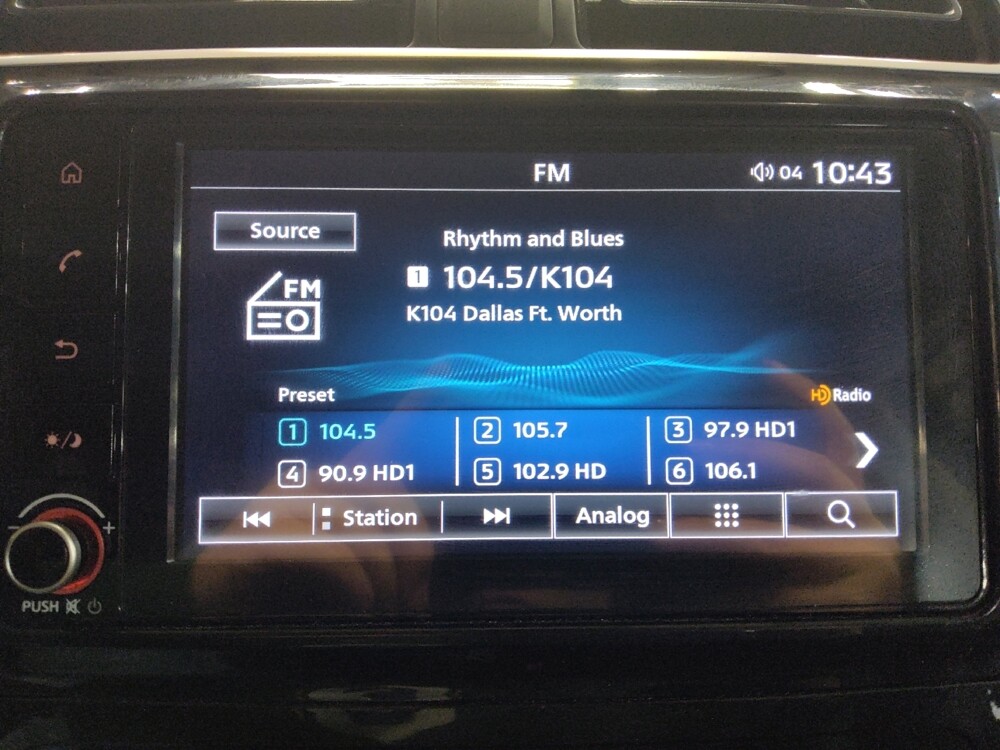 FM 04 10:43
Source
Rhythm and Blues
FM
1 104.5/K104
K104 Dallas Ft. Worth
Preset HD Radio
1 104.5 2 105.7 3 97.9 HD1
4 90.9 HD1 5 102.9 HD 6 106.1
Station Analog
- +
PUSH